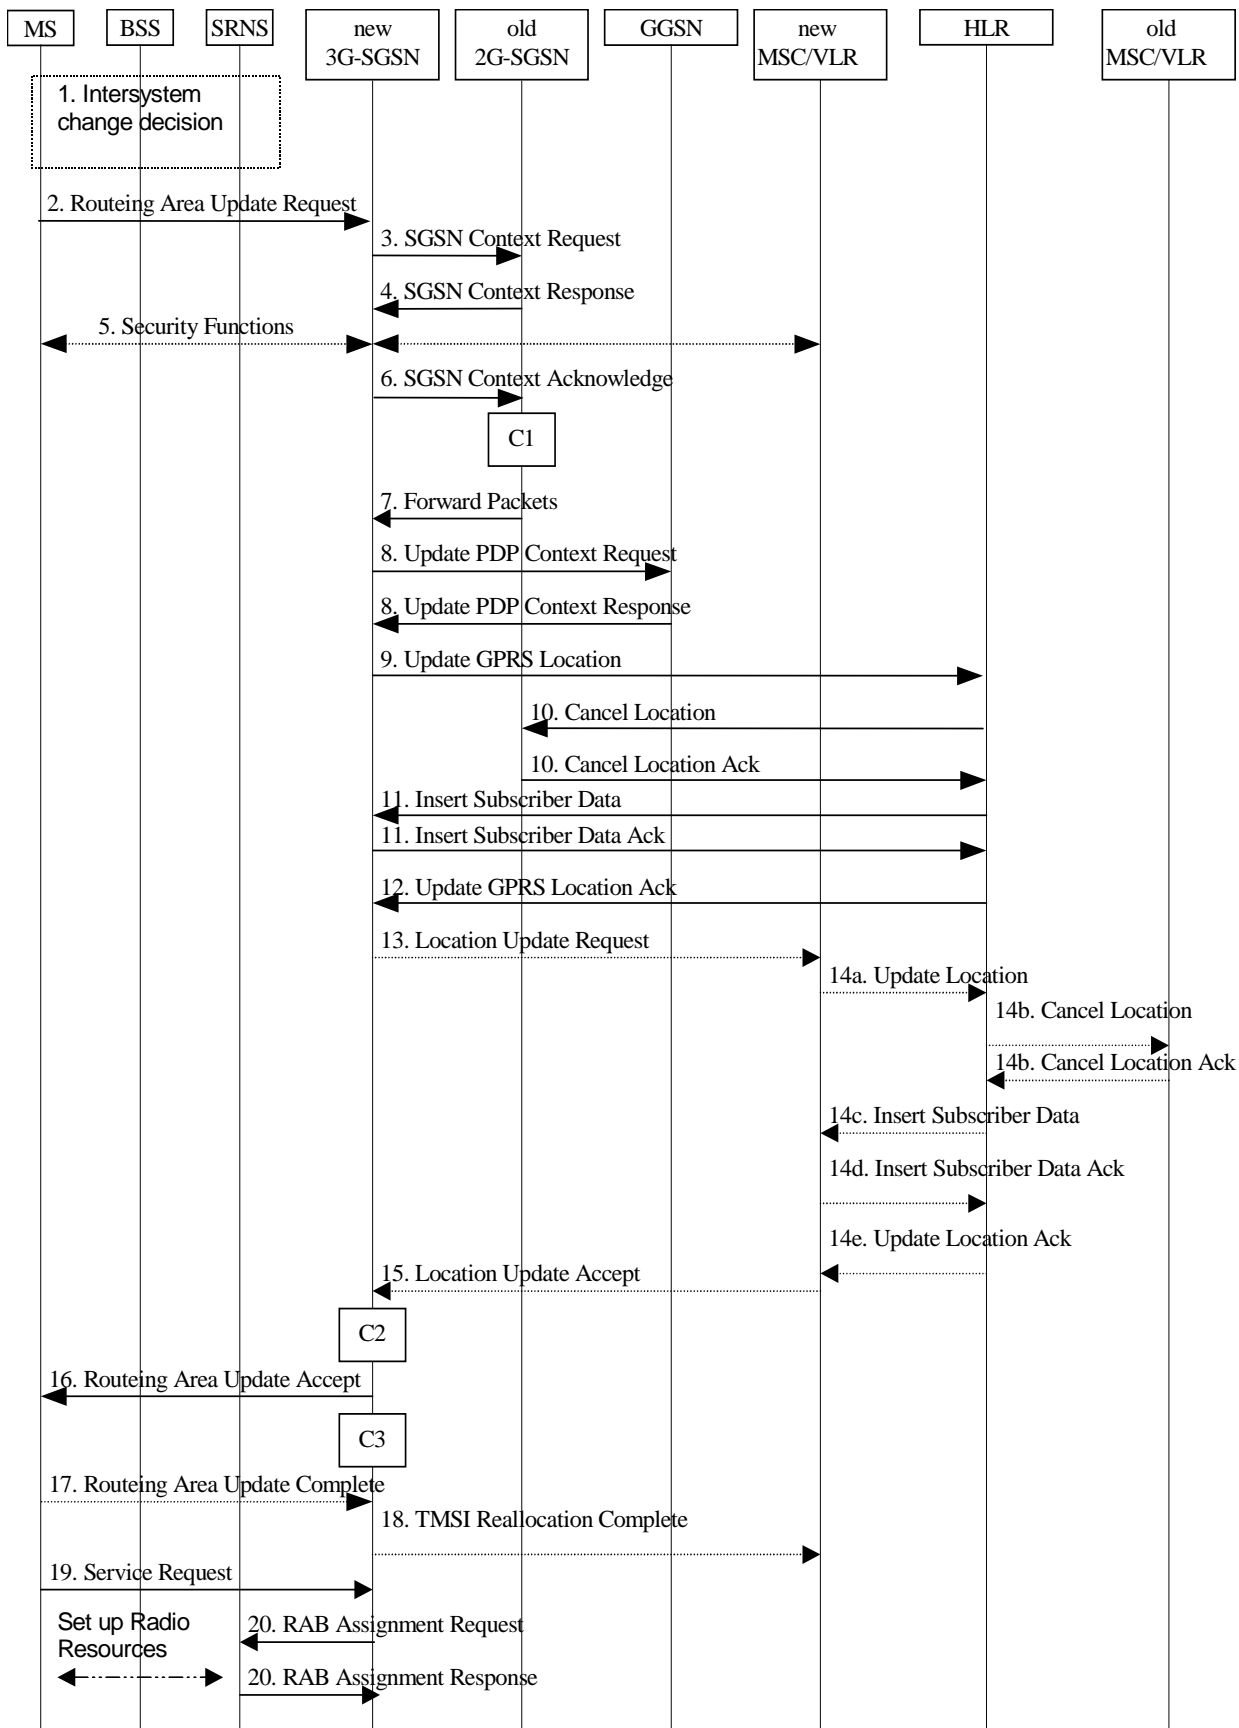 MS
BSS
SRNS
new
3G-SGSN
old
2G-SGSN
GGSN
new
MSC/VLR
HLR
old
MSC/VLR
1. Intersystem
change decision
2. Routeing Area Update Request
3. SGSN Context Request
4. SGSN Context Response
5. Security Functions
6. SGSN Context Acknowledge
C1
7. Forward Packets
8. Update PDP Context Request
8. Update PDP Context Response
9. Update GPRS Location
10. Cancel Location
10. Cancel Location Ack
11. Insert Subscriber Data
11. Insert Subscriber Data Ack
12. Update GPRS Location Ack
13. Location Update Request
14a. Update Location
14b. Cancel Location
14b. Cancel Location Ack
14c. Insert Subscriber Data
14d. Insert Subscriber Data Ack
14e. Update Location Ack
15. Location Update Accept
C2
16. Routeing Area Update Accept
C3
17. Routeing Area Update Complete
18. TMSI Reallocation Complete
19. Service Request
Set up Radio
Resources
20. RAB Assignment Request
20. RAB Assignment Response